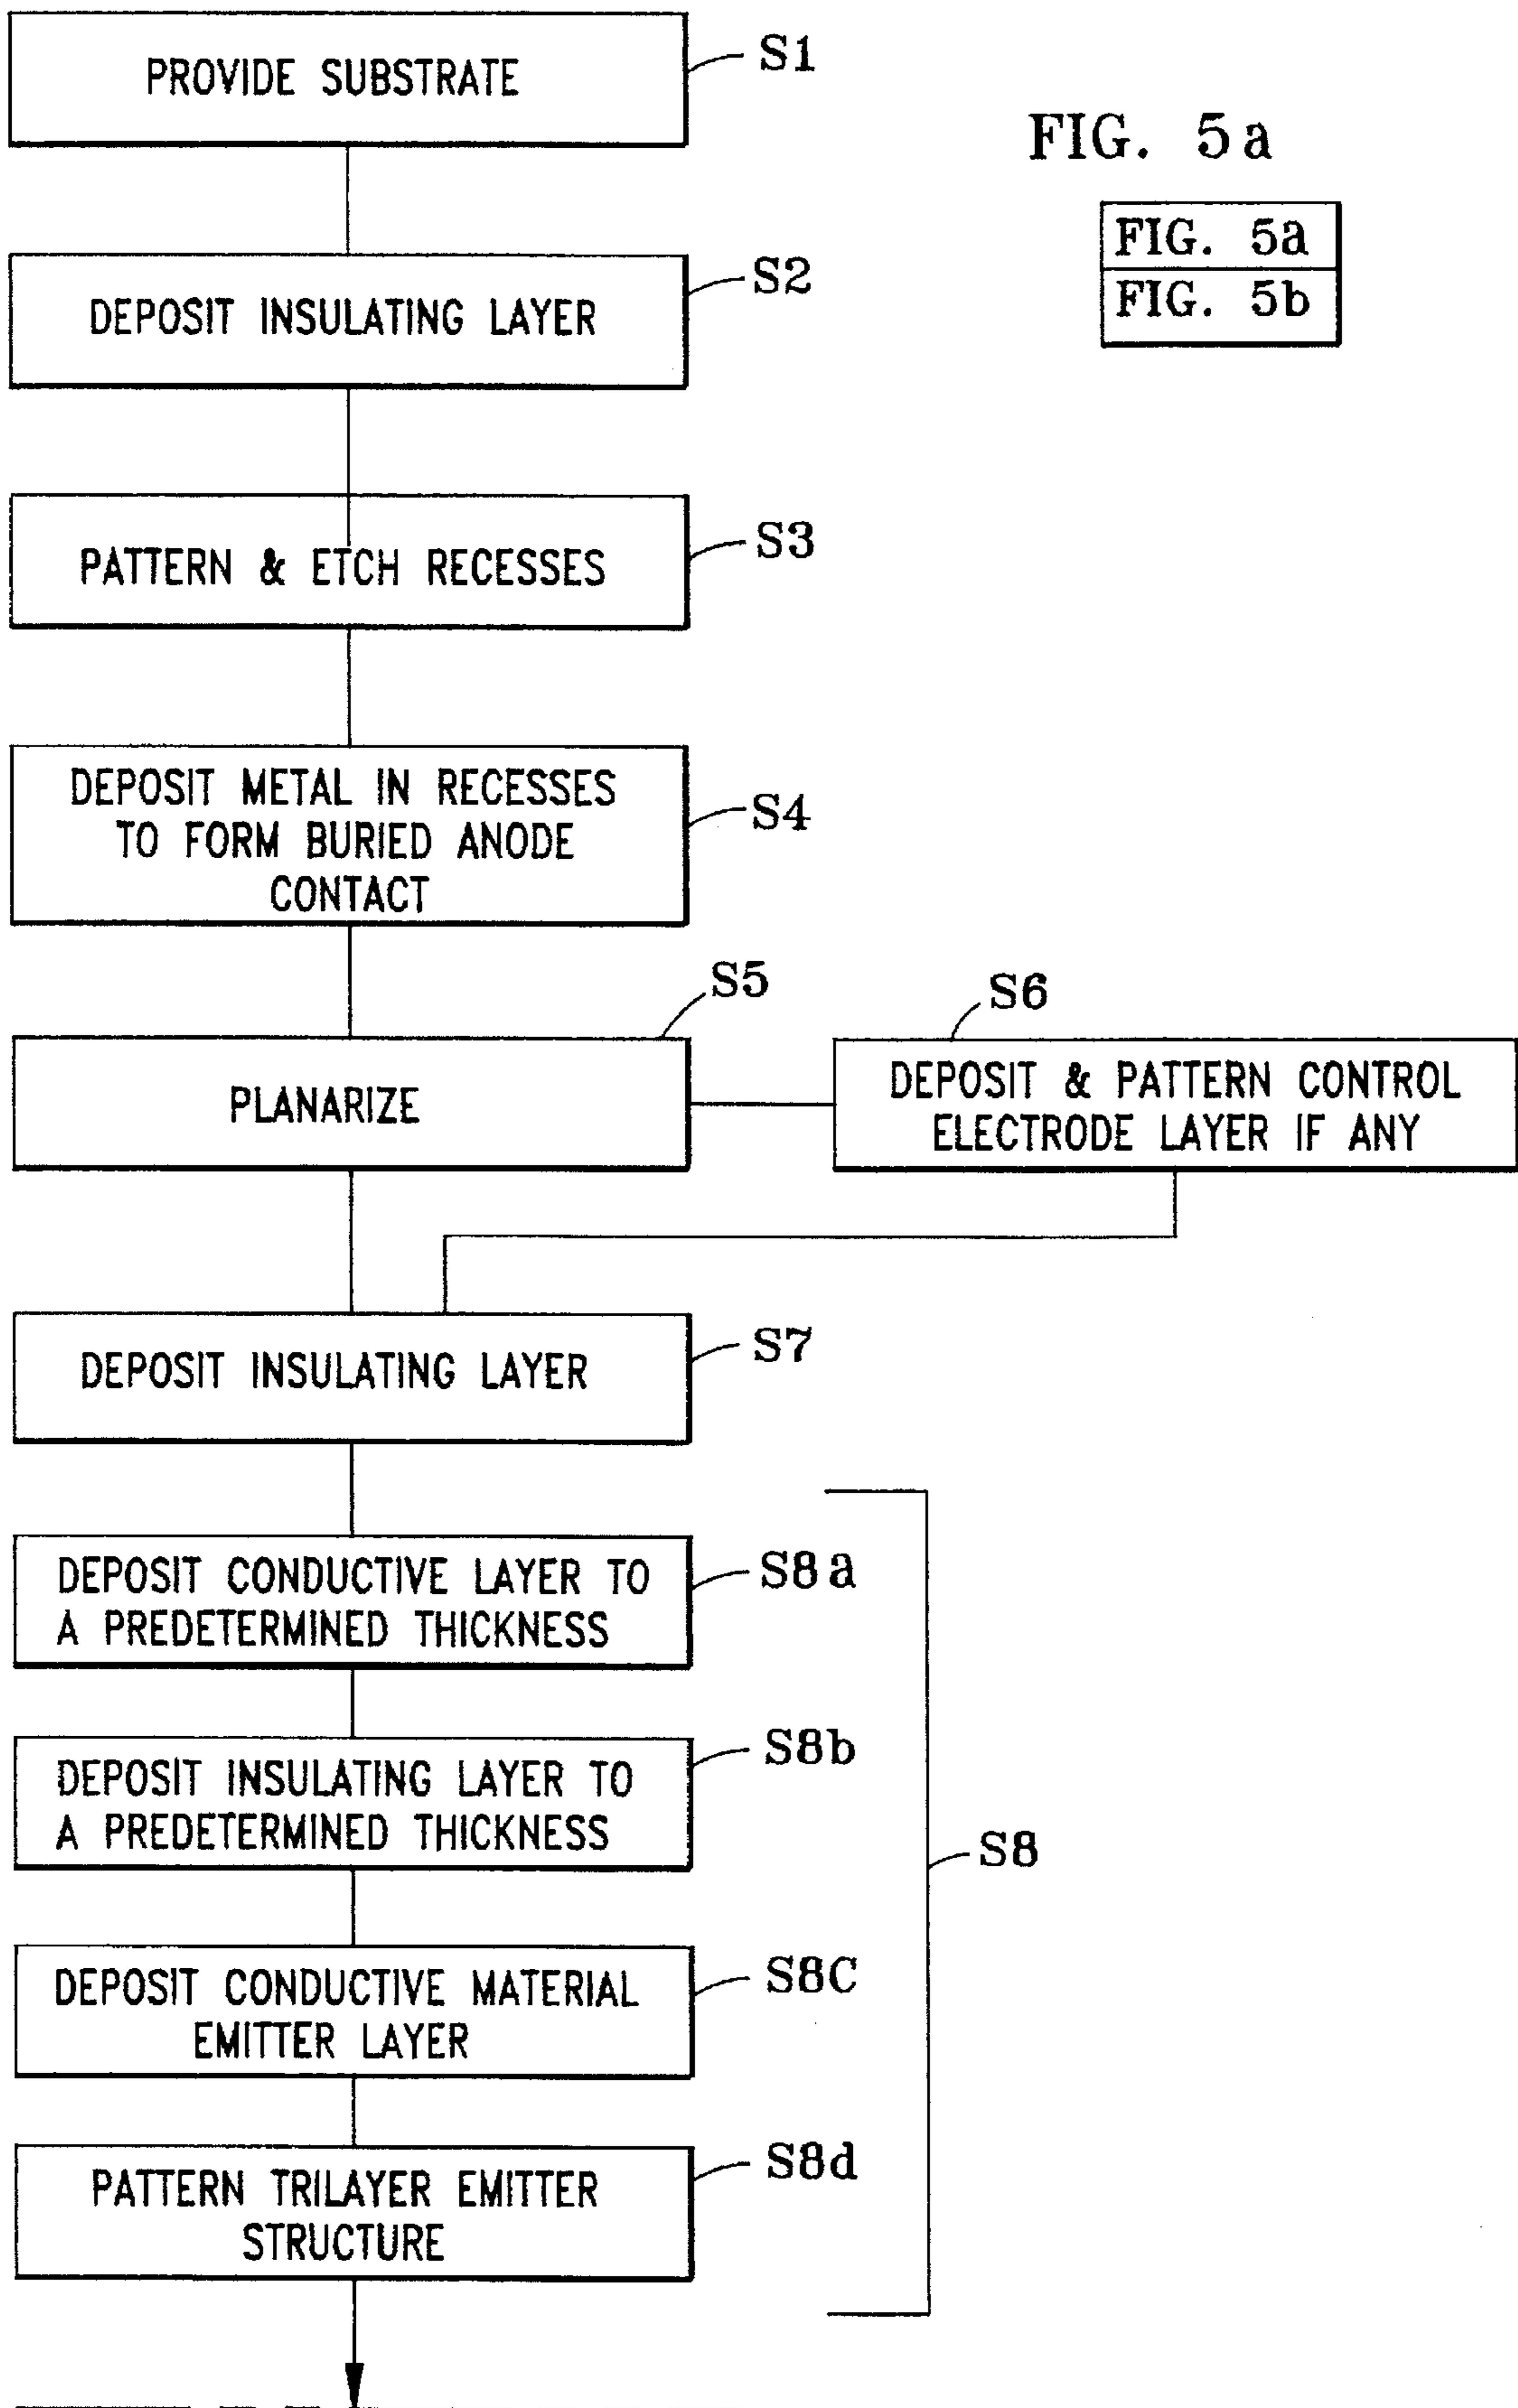 PROVIDE SUBSTRATE
S1
FIG. 5a
FIG. 5a
FIG. 5b
DEPOSIT INSULATING LAYER
S2
PATTERN & ETCH RECESSES
S3
DEPOSIT METAL IN RECESSES
TO FORM BURIED ANODE
CONTACT
S4
S5
PLANARIZE
S6
DEPOSIT & PATTERN CONTROL
ELECTRODE LAYER IF ANY
DEPOSIT INSULATING LAYER
S7
DEPOSIT CONDUCTIVE LAYER TO
A PREDETERMINED THICKNESS
S8a
DEPOSIT INSULATING LAYER TO
A PREDETERMINED THICKNESS
S8b
S8
DEPOSIT CONDUCTIVE MATERIAL
EMITTER LAYER
S8C
PATTERN TRILAYER EMITTER
STRUCTURE
S8d